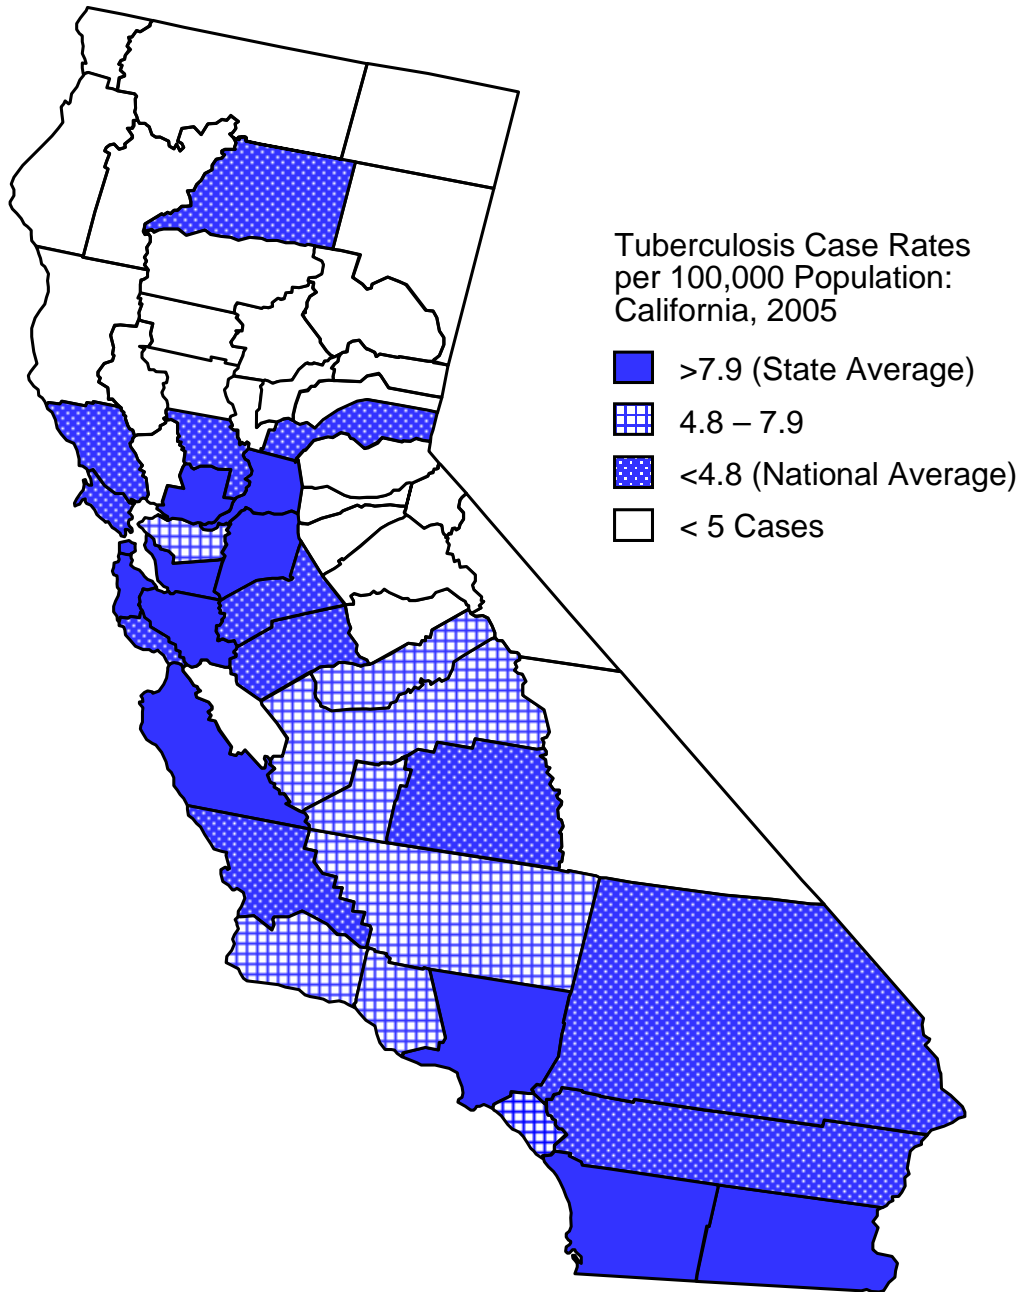 Tuberculosis Case Rates
per 100,000 Population:
California, 2005
>7.9 (State Average)
4.8 – 7.9
<4.8 (National Average)
< 5 Cases